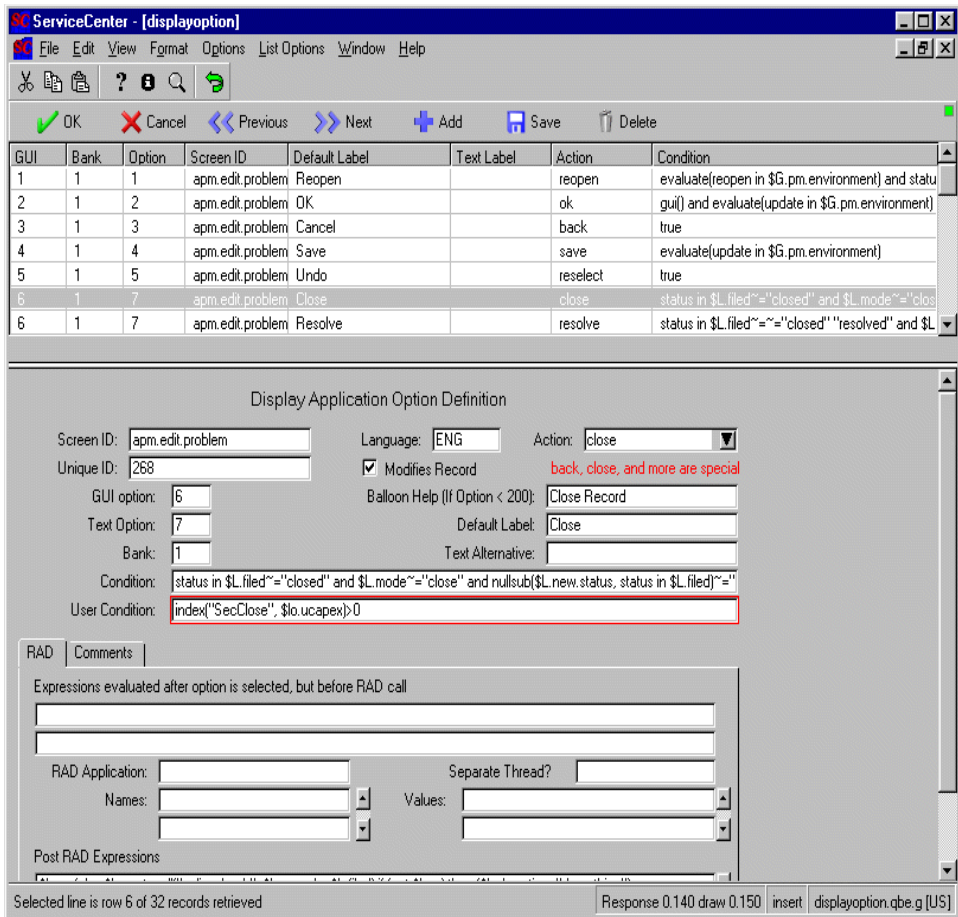 SC ServiceCenter - [displayoption]
SC File Edit View Format Options List Options Window Help
?
OK Cancel Previous Next Add Save Delete
GUI Bank Option Screen ID Default Label Text Label Action Condition
1 1 1 apm.edit.problem Reopen reopen evaluate(reopen in $G.pm.environment) and statu
2 1 2 apm.edit.problem OK ok gui() and evaluate(update in $G.pm.environment)
3 1 3 apm.edit.problem Cancel back true
4 1 4 apm.edit.problem Save save evaluate(update in $G.pm.environment)
5 1 5 apm.edit.problem Undo reselect true
6 1 7 apm.edit.problem Close close status in $L.filed~="closed" and $L.mode~="clos
6 1 7 apm.edit.problem Resolve resolve status in $L.filed~=~="closed" "resolved" and $L
Display Application Option Definition
Screen ID: apm.edit.problem Language: ENG Action: close
Unique ID: 268 Modifies Record back, close, and more are special
GUI option: 6 Balloon Help (If Option < 200): Close Record
Text Option: 7 Default Label: Close
Bank: 1 Text Alternative:
Condition: status in $L.filed~="closed" and $L.mode~="close" and nullsub($L.new.status, status in $L.filed)~="
User Condition: index("SecClose", $lo.ucapex)>0
RAD Comments
Expressions evaluated after option is selected, but before RAD call
RAD Application: Separate Thread?
Names: Values:
Post RAD Expressions
Selected line is row 6 of 32 records retrieved Response 0.140 draw 0.150 insert displayoption.qbe.g [US]